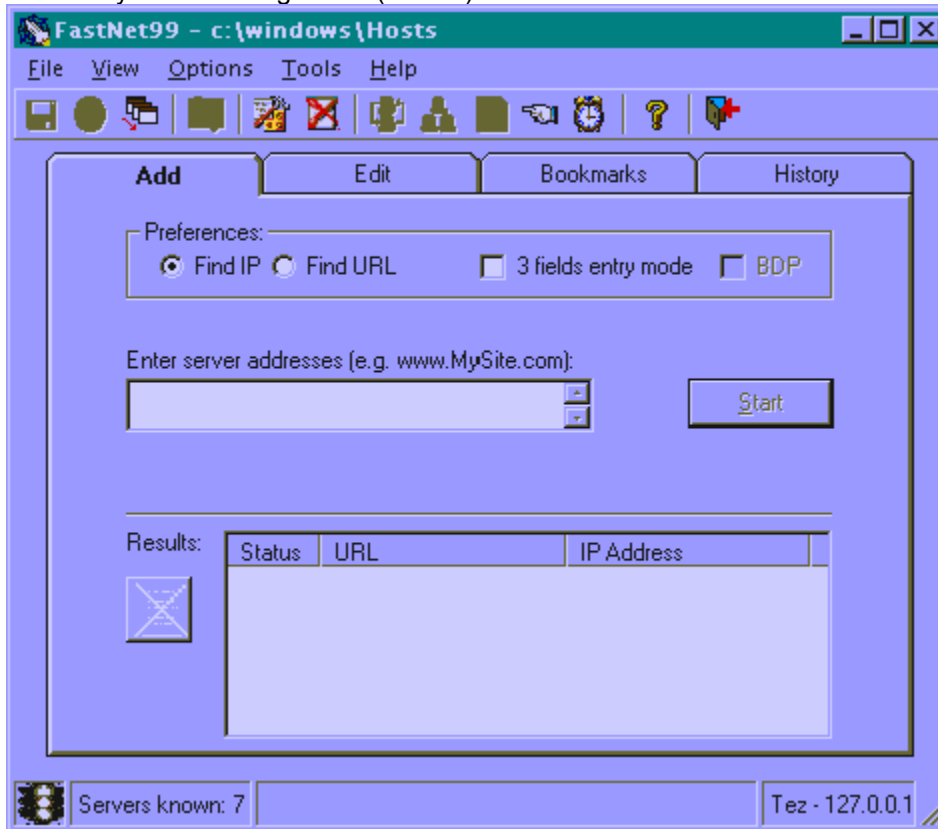 FastNet99 - c:\windows\Hosts
File View Options Tools Help
Add Edit Bookmarks History
Preferences:
Find IP Find URL 3 fields entry mode BDP
Enter server addresses (e.g. www.MySite.com):
Start
Results:
Status URL IP Address
Servers known: 7 Tez - 127.0.0.1